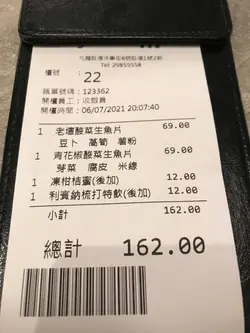 Tel 29855558
檯號: 22
賬單號碼: 123362
開檯員工: 收銀員
開檯時間: 06/07/2021 20:07:40
1 老壇酸菜生魚片 69.00
豆卜 萵筍 薯粉
1 青花椒酸菜生魚片 69.00
芽菜 腐皮 米線
1 凍柑桔蜜(後加) 12.00
1 利賓納梳打特飲(後加) 12.00
小計 162.00
總計 162.00